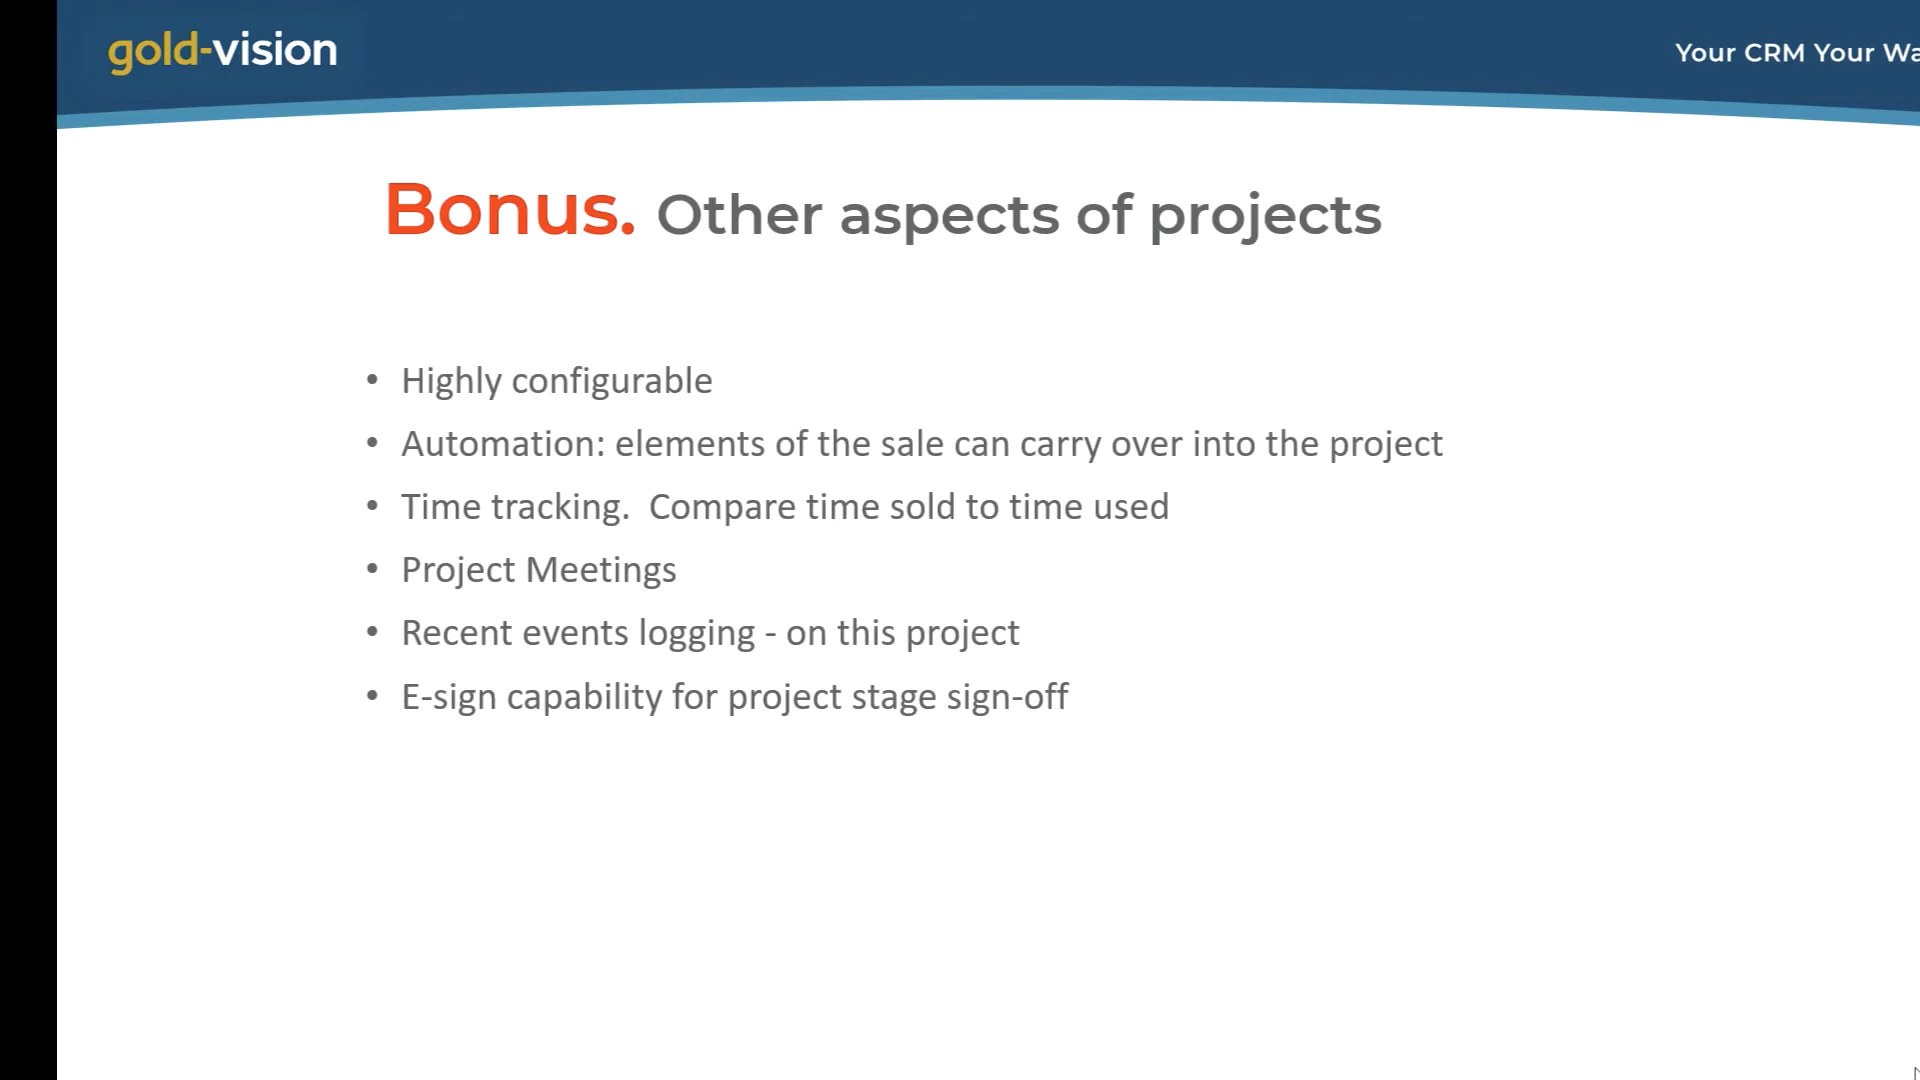 gold-vision
Your CRM Your Wa
Bonus. Other aspects of projects
• Highly configurable
• Automation: elements of the sale can carry over into the project
• Time tracking.  Compare time sold to time used
• Project Meetings
• Recent events logging - on this project
• E-sign capability for project stage sign-off